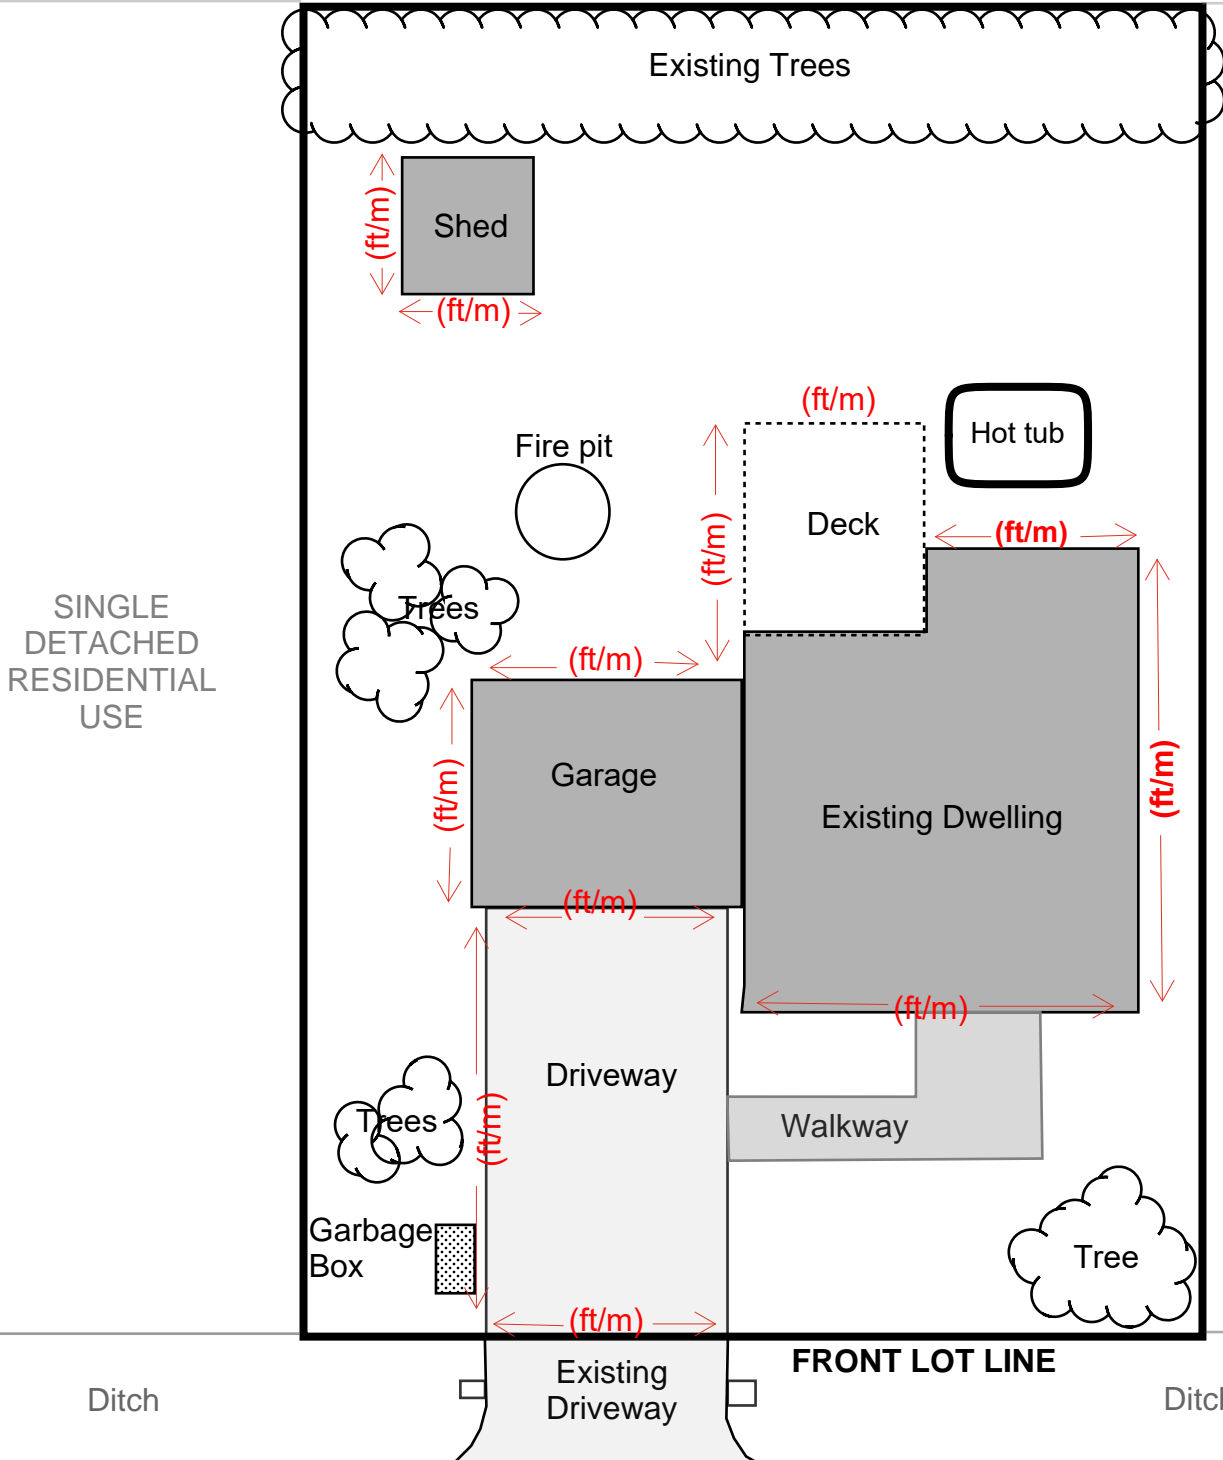 Existing Trees
(ft/m)
Shed
(ft/m)
(ft/m)
Hot tub
Fire pit
Deck
(ft/m)
(ft/m)
Trees
SINGLE
DETACHED
RESIDENTIAL
USE
(ft/m)
Garage
(ft/m)
(ft/m)
Existing Dwelling
(ft/m)
(ft/m)
Driveway
(ft/m)
Trees
Walkway
Garbage
Box
Tree
(ft/m)
FRONT LOT LINE
Existing
Driveway
Ditch
Ditch